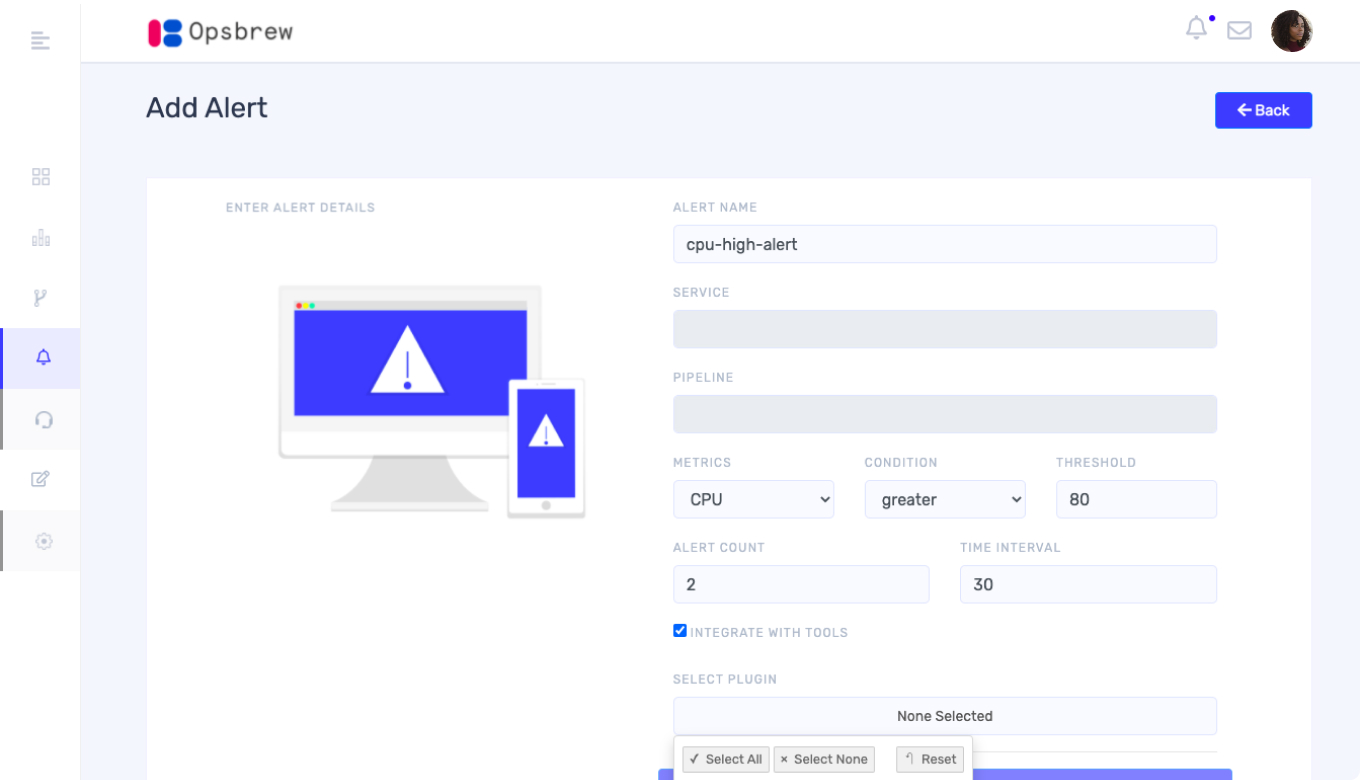 Opsbrew
Add Alert
Back
ENTER ALERT DETAILS
ALERT NAME
cpu-high-alert
SERVICE
PIPELINE
METRICS CONDITION THRESHOLD
CPU greater 80
ALERT COUNT TIME INTERVAL
2 30
INTEGRATE WITH TOOLS
SELECT PLUGIN
None Selected
Select All Select None Reset